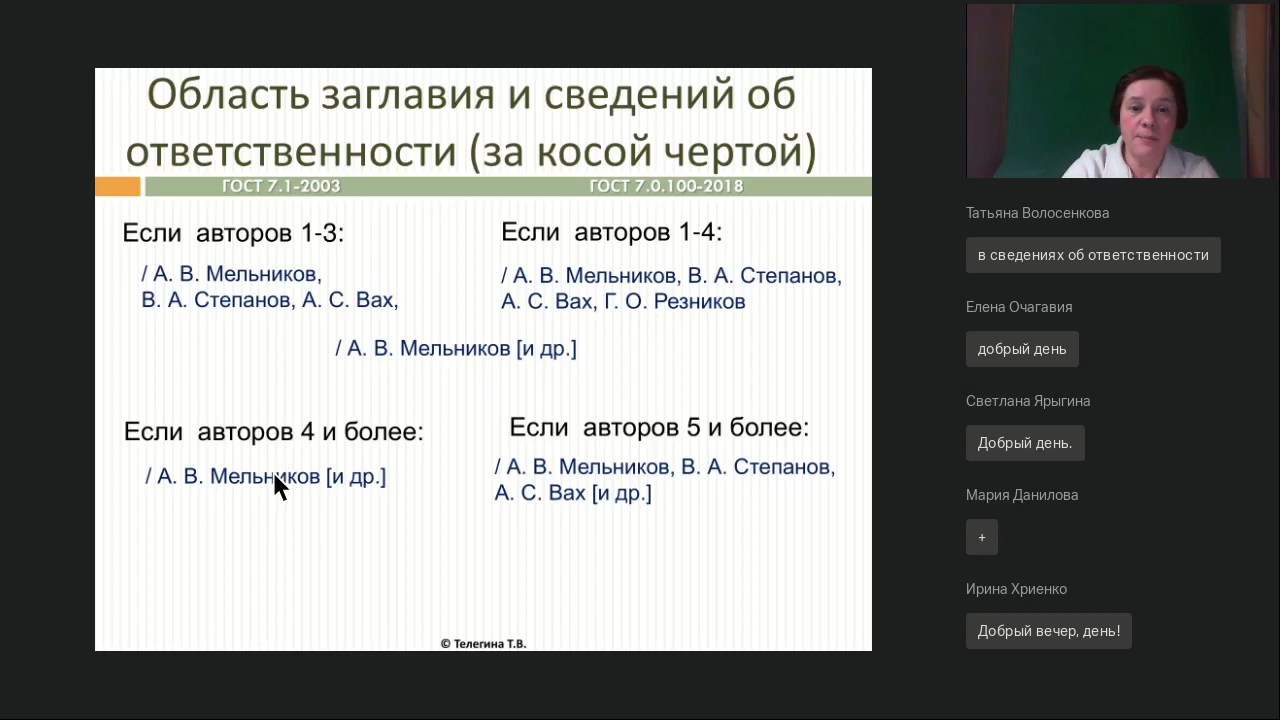 Область заглавия и сведений об
ответственности (за косой чертой)
ГОСТ 7.1-2003
ГОСТ 7.0.100-2018
Если авторов 1-3:
/ А. В. Мельников,
В. А. Степанов, А. С. Вах,
Если авторов 1-4:
/ А. В. Мельников, В. А. Степанов,
А. С. Вах, Г. О. Резников
/ А. В. Мельников [и др.]
Если авторов 4 и более:
/ А. В. Мельников [и др.]
Если авторов 5 и более:
/ А. В. Мельников, В. А. Степанов,
А. С. Вах [и др.]
© Телегина Т.В.
Татьяна Волосенкова
в сведениях об ответственности
Елена Очагавия
добрый день
Светлана Ярыгина
Добрый день.
Мария Данилова
+
Ирина Хриенко
Добрый вечер, день!